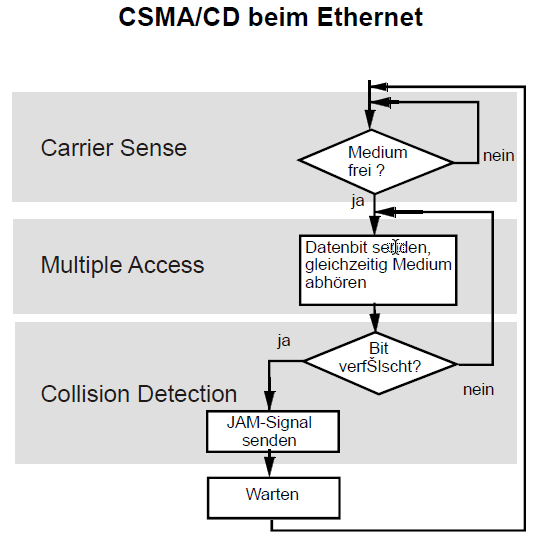 CSMA/CD beim Ethernet
Carrier Sense
Medium
frei ?
nein
ja
Multiple Access
Datenbit senden,
gleichzeitig Medium
abhören
ja
Bit
verfŠlscht?
nein
Collision Detection
JAM-Signal
senden
Warten